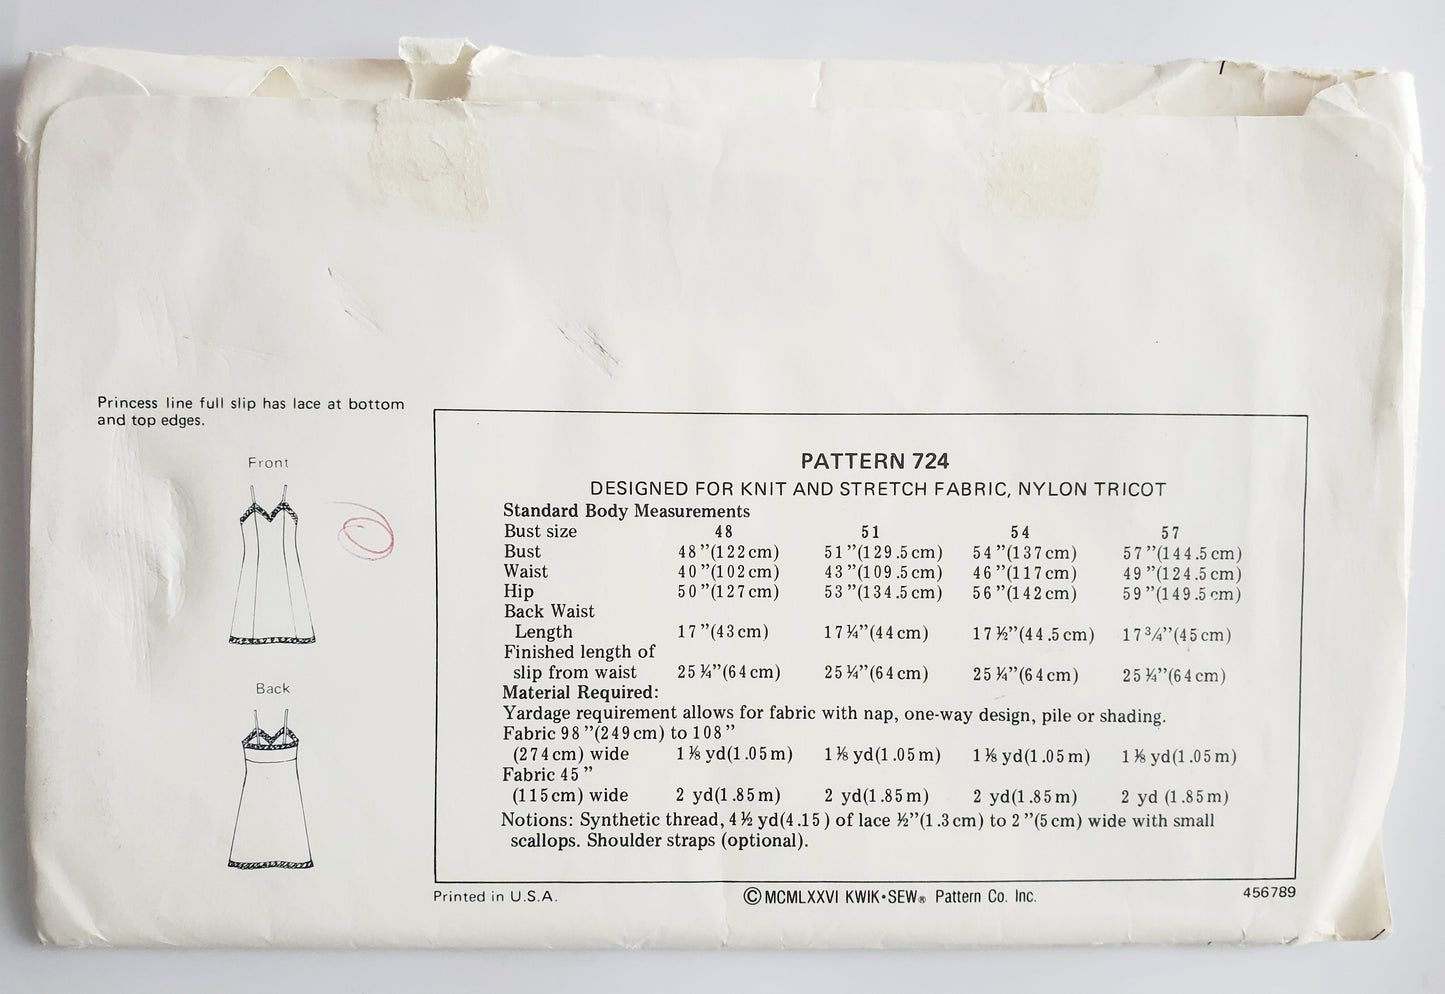 Princess line full slip has lace at bottom
and top edges.
Front
Back
PATTERN 724
DESIGNED FOR KNIT AND STRETCH FABRIC, NYLON TRICOT
Standard Body Measurements
Bust size 48 51 54 57
Bust 48"(122cm) 51"(129.5cm) 54"(137cm) 57"(144.5cm)
Waist 40"(102cm) 43"(109.5cm) 46"(117cm) 49"(124.5cm)
Hip 50"(127cm) 53"(134.5cm) 56"(142cm) 59"(149.5cm)
Back Waist
Length 17"(43cm) 17¼"(44cm) 17½"(44.5cm) 17¾"(45cm)
Finished length of
slip from waist 25¼"(64cm) 25¼"(64cm) 25¼"(64cm) 25¼"(64cm)
Material Required:
Yardage requirement allows for fabric with nap, one-way design, pile or shading.
Fabric 98"(249cm) to 108"
(274cm) wide 1⅛ yd(1.05m) 1⅛ yd(1.05m) 1⅛ yd(1.05m) 1⅛ yd(1.05m)
Fabric 45"
(115cm) wide 2 yd(1.85m) 2 yd(1.85m) 2 yd(1.85m) 2 yd (1.85m)
Notions: Synthetic thread, 4½ yd(4.15) of lace ½"(1.3cm) to 2"(5cm) wide with small
scallops. Shoulder straps (optional).
Printed in U.S.A. © MCMLXXVI KWIK•SEW® Pattern Co. Inc. 456789